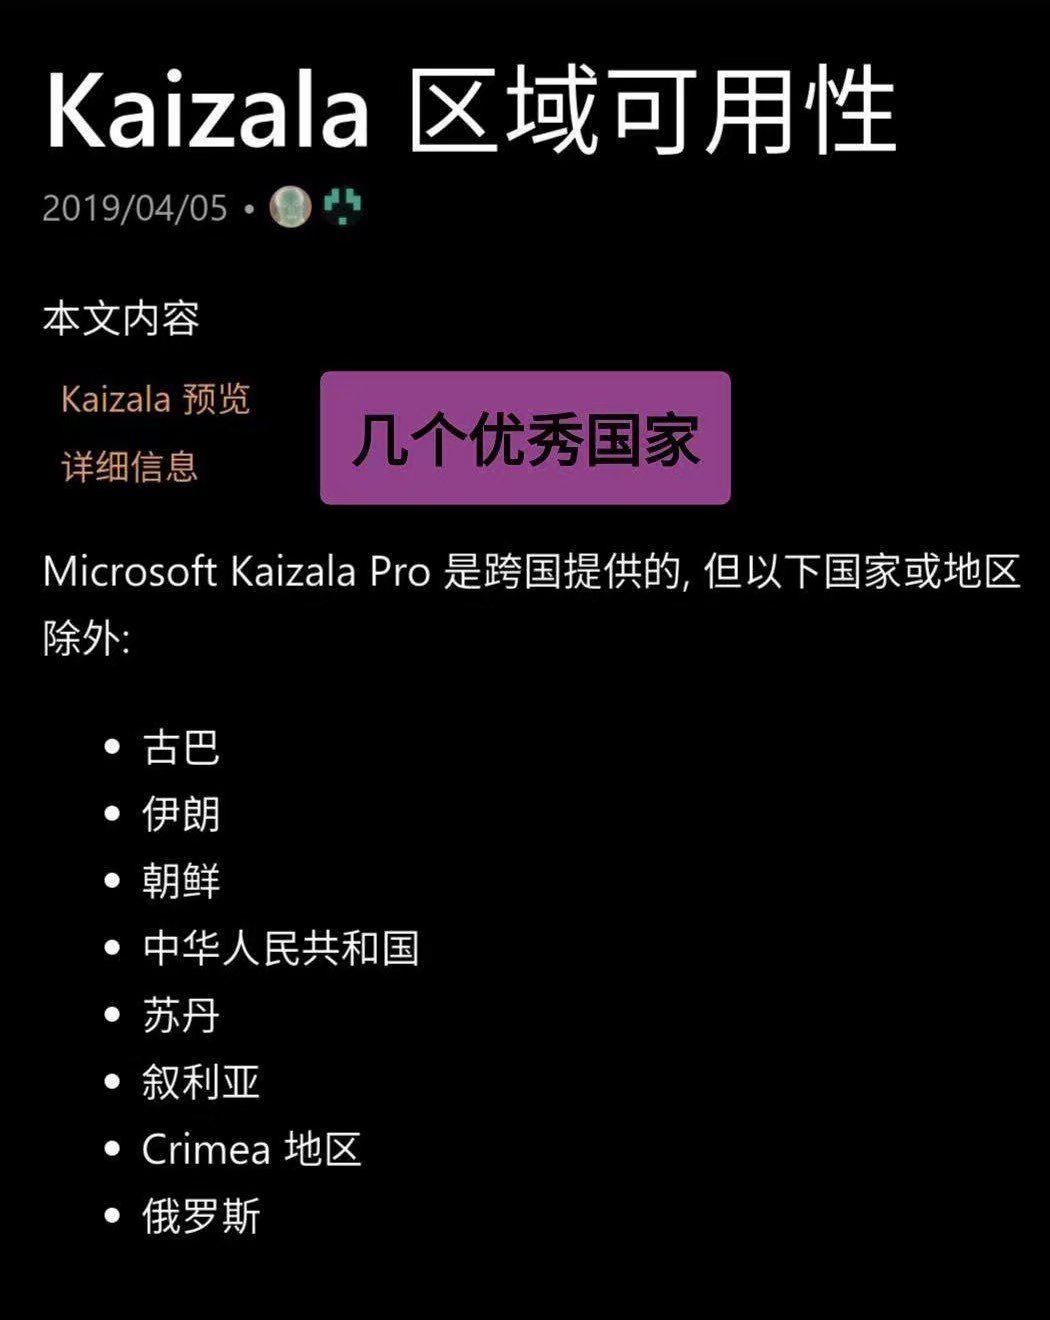 Kaizala 区域可用性
2019/04/05 •
本文内容
Kaizala 预览
详细信息
几个优秀国家
Microsoft Kaizala Pro 是跨国提供的, 但以下国家或地区
除外:
• 古巴
• 伊朗
• 朝鲜
• 中华人民共和国
• 苏丹
• 叙利亚
• Crimea 地区
• 俄罗斯